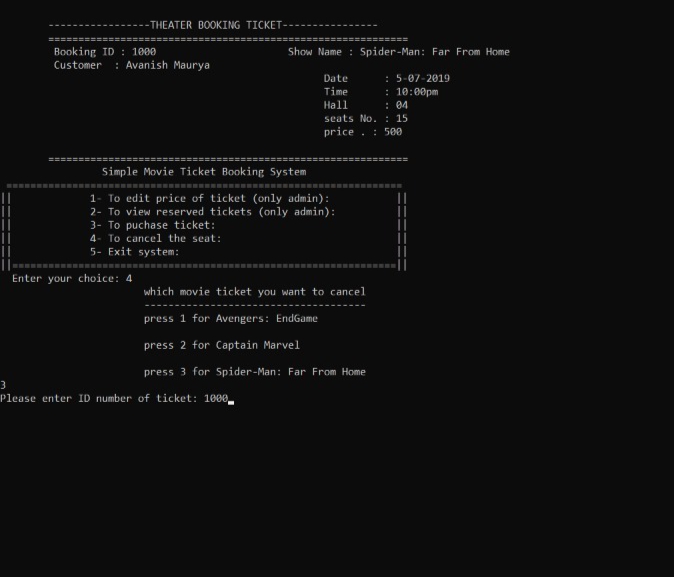 -----------------THEATER BOOKING TICKET----------------
============================================================
Booking ID : 1000 Show Name : Spider-Man: Far From Home
Customer  : Avanish Maurya
Date      : 5-07-2019
Time      : 10:00pm
Hall      : 04
seats No. : 15
price . : 500
============================================================
Simple Movie Ticket Booking System
==================================================================
||             1- To edit price of ticket (only admin):           ||
||             2- To view reserved tickets (only admin):          ||
||             3- To puchase ticket:                              ||
||             4- To cancel the seat:                             ||
||             5- Exit system:                                    ||
||================================================================||
Enter your choice: 4
which movie ticket you want to cancel
-------------------------------------
press 1 for Avengers: EndGame
press 2 for Captain Marvel
press 3 for Spider-Man: Far From Home
3
Please enter ID number of ticket: 1000_